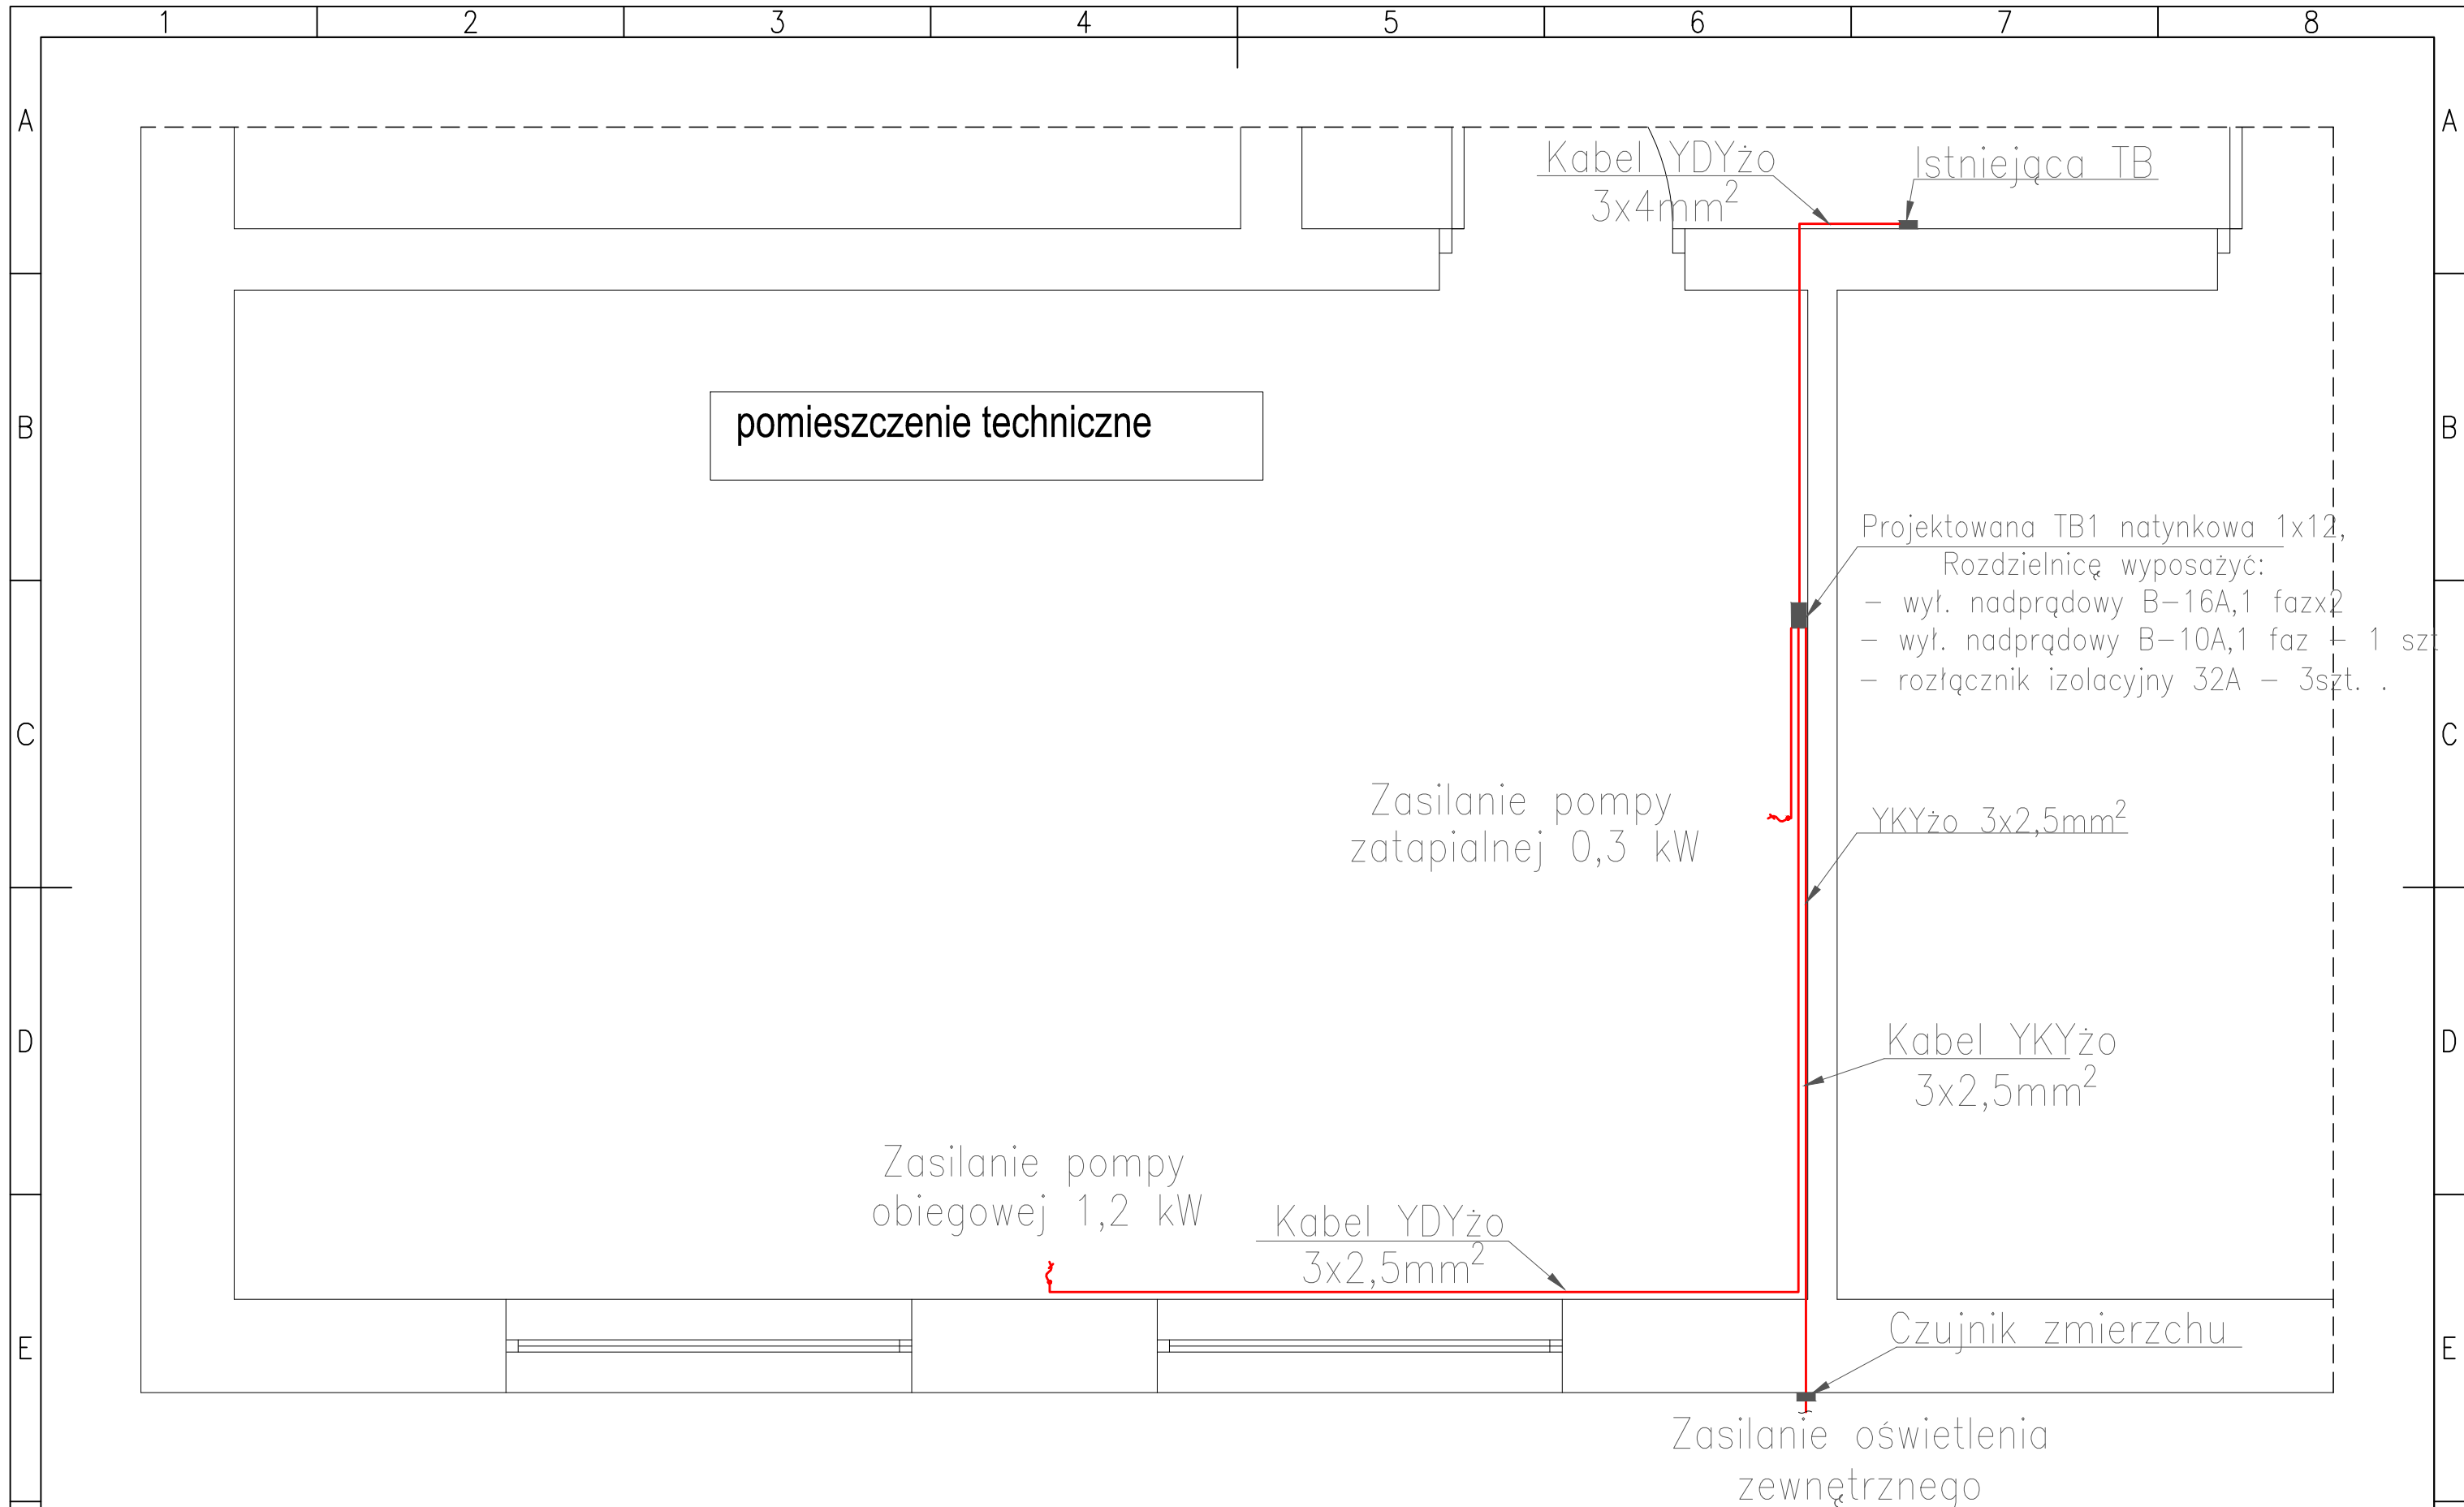 1 2 3 4 5 6 7 8
A A
Kabel YDYżo
3x4mm²
Istniejąca TB
B B
pomieszczenie techniczne
Projektowana TB1 natynkowa 1x12,
Rozdzielnicę wyposażyć:
- wył. nadprądowy B-16A,1 fazx2
- wył. nadprądowy B-10A,1 faz - 1 szt
- rozłącznik izolacyjny 32A - 3szt. .
C C
Zasilanie pompy
zatapialnej 0,3 kW
YKYżo 3x2,5mm²
D D
Kabel YKYżo
3x2,5mm²
Zasilanie pompy
obiegowej 1,2 kW
Kabel YDYżo
3x2,5mm²
E E
Czujnik zmierzchu
Zasilanie oświetlenia
zewnętrznego